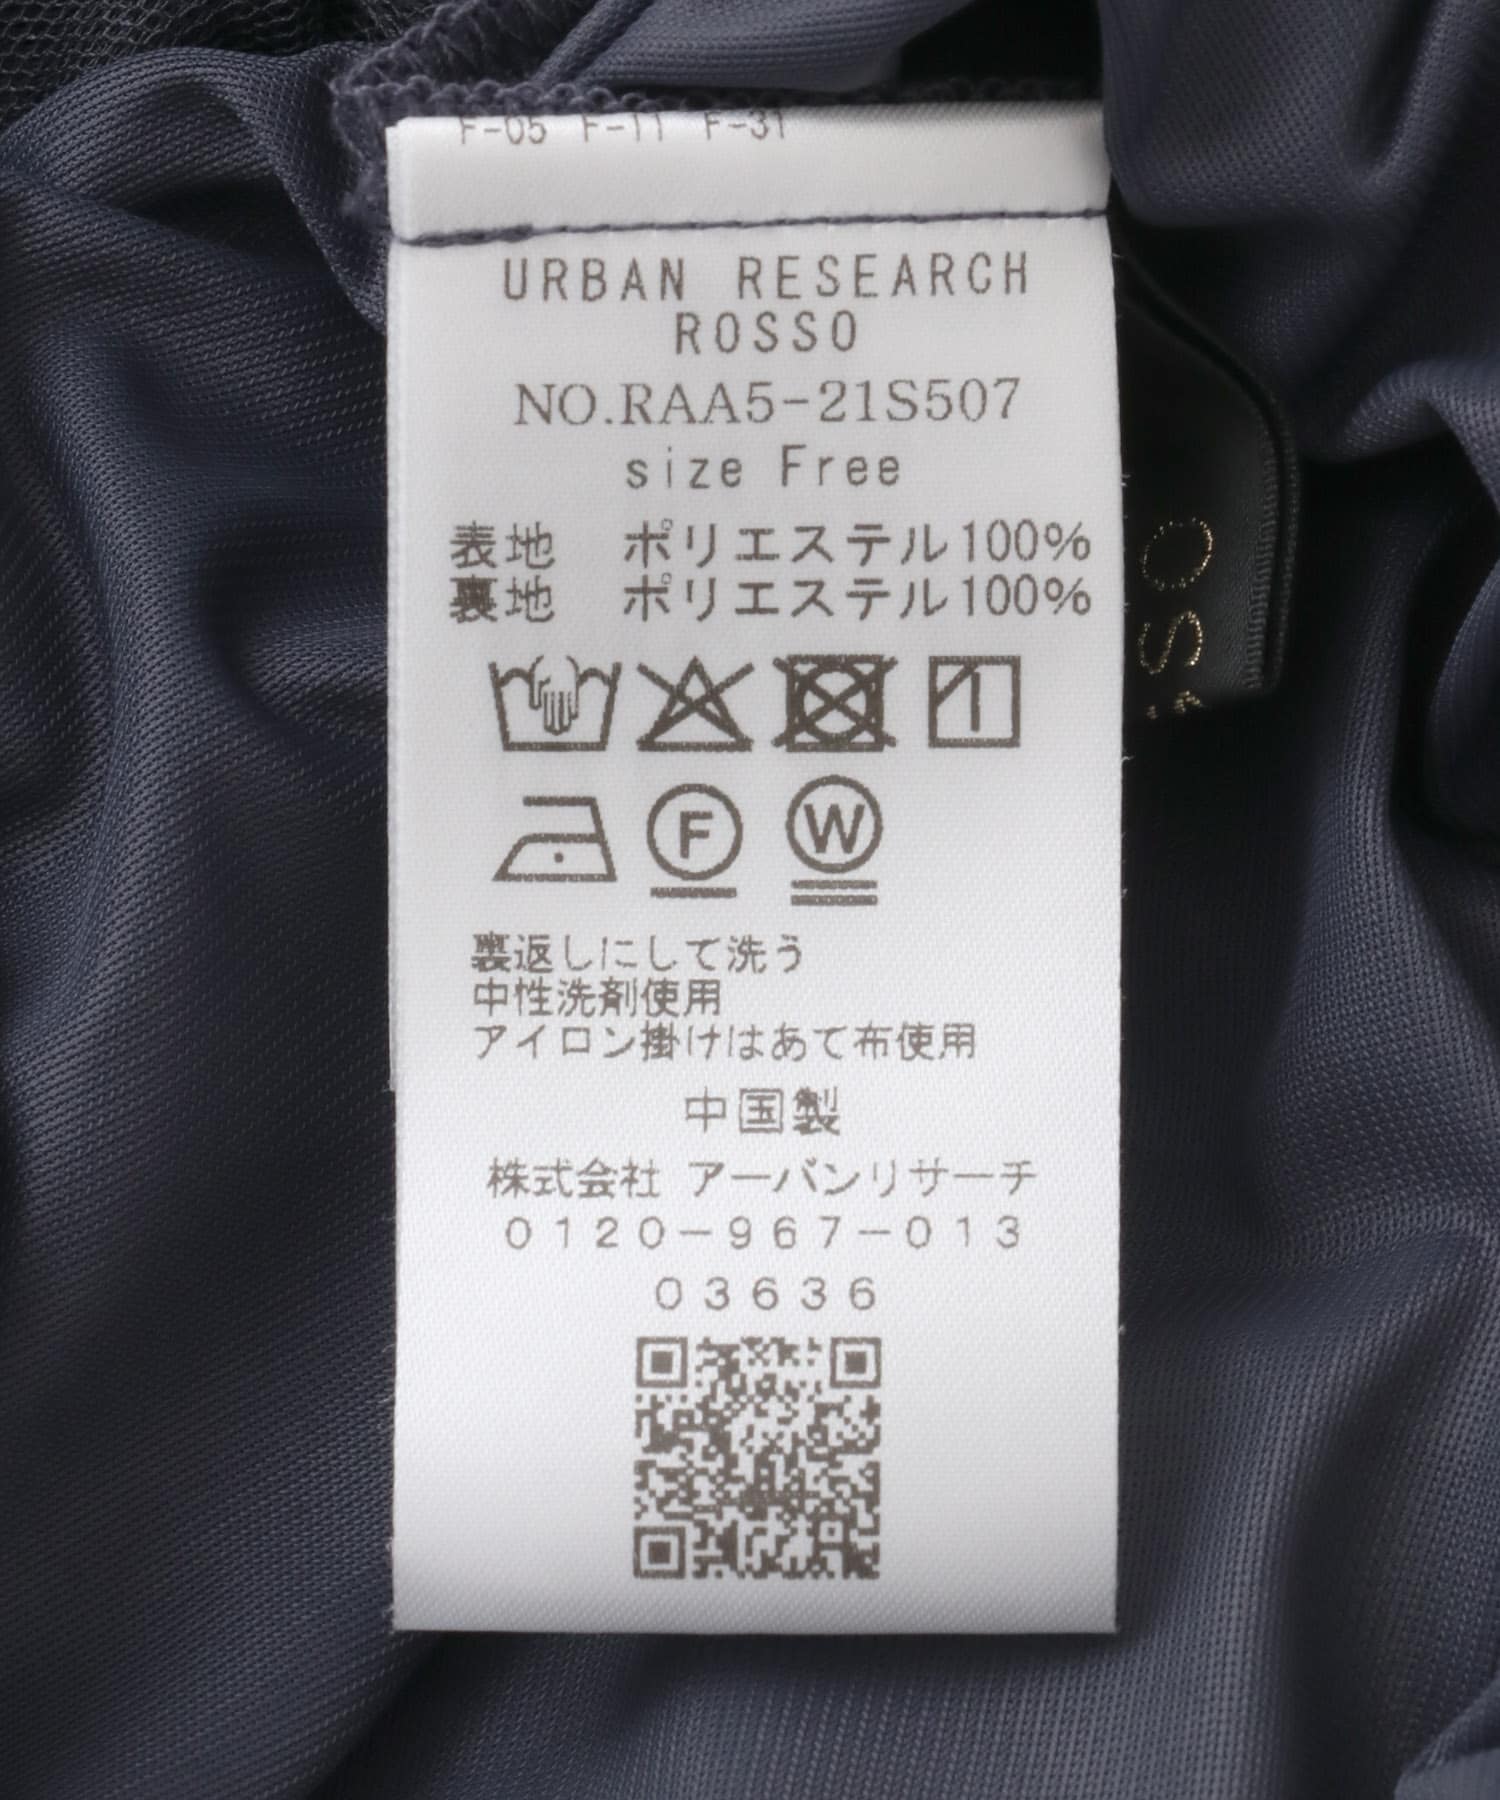 F-05 F-11 F-31
URBAN RESEARCH
ROSSO
NO.RAA5-21S507
size Free
表地 ポリエステル100%
裏地 ポリエステル100%
F
W
裏返しにして洗う
中性洗剤使用
アイロン掛けはあて布使用
中国製
株式会社 アーバンリサーチ
0120-967-013
03636
SO